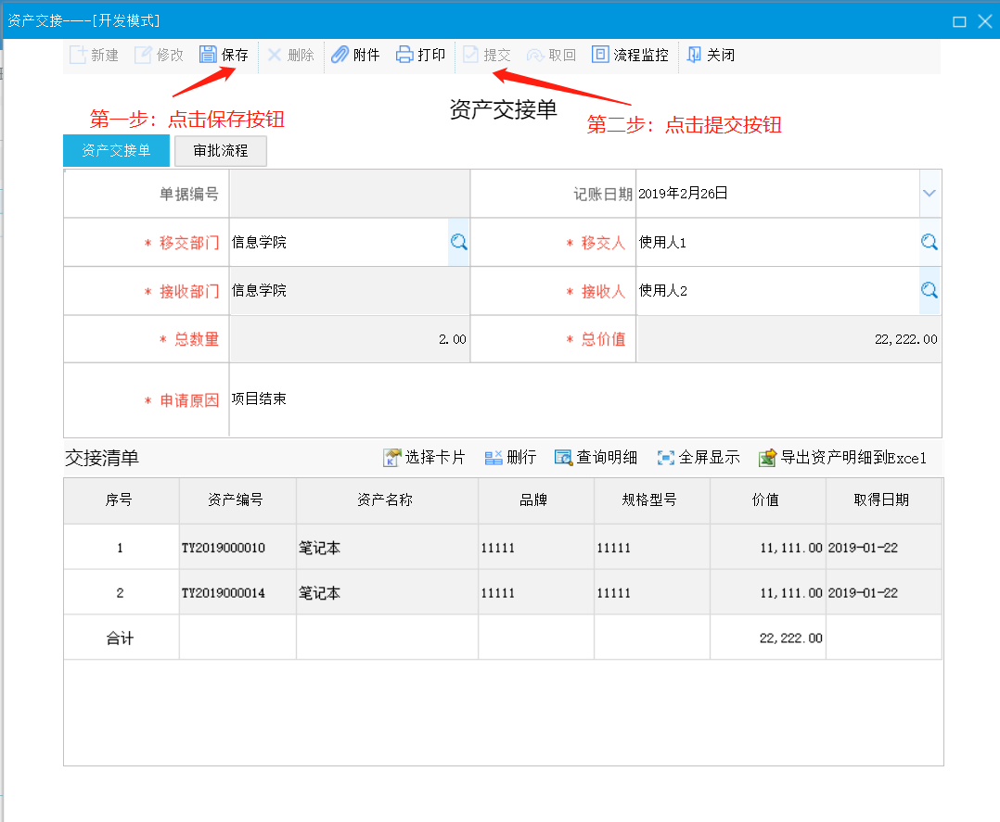 资产交接——[开发模式]
新建 修改 保存 删除 附件 打印 提交 取回 流程监控 关闭
第一步：点击保存按钮
资产交接单
第二步：点击提交按钮
资产交接单 审批流程
单据编号 记账日期 2019年2月26日
* 移交部门 信息学院 * 移交人 使用人1
* 接收部门 信息学院 * 接收人 使用人2
* 总数量 2.00 * 总价值 22,222.00
* 申请原因 项目结束
交接清单 选择卡片 删行 查询明细 全屏显示 导出资产明细到Excel
序号 资产编号 资产名称 品牌 规格型号 价值 取得日期
1 TY2019000010 笔记本 11111 11111 11,111.00 2019-01-22
2 TY2019000014 笔记本 11111 11111 11,111.00 2019-01-22
合计 22,222.00